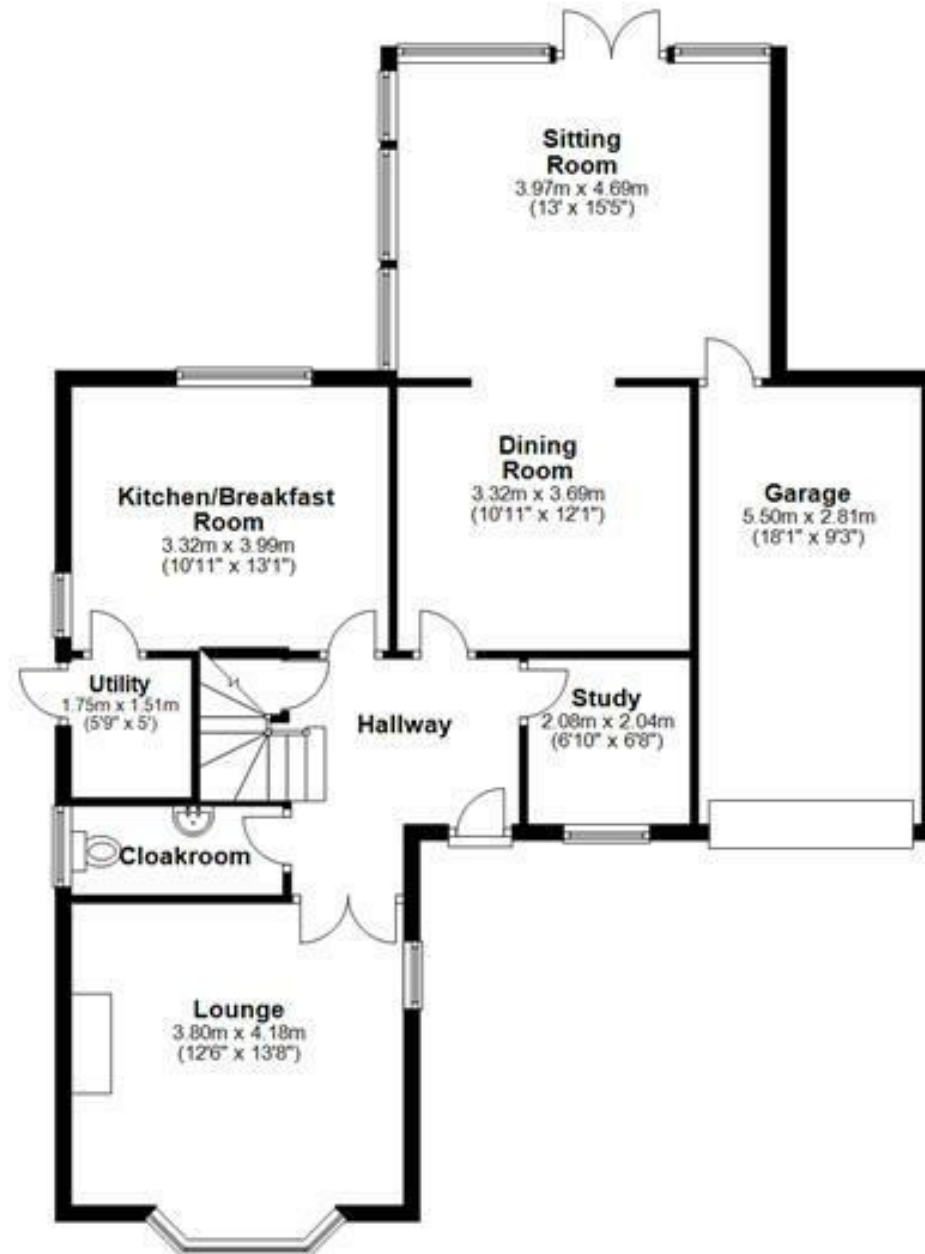 Sitting
Room
3.97m x 4.69m
(13' x 15'5")
Dining
Room
3.32m x 3.69m
(10'11" x 12'1")
Garage
5.50m x 2.81m
(18'1" x 9'3")
Kitchen/Breakfast
Room
3.32m x 3.99m
(10'11" x 13'1")
Utility
1.75m x 1.51m
(5'9" x 5')
Hallway
Study
2.08m x 2.04m
(6'10" x 6'8")
Cloakroom
Lounge
3.80m x 4.18m
(12'6" x 13'8")